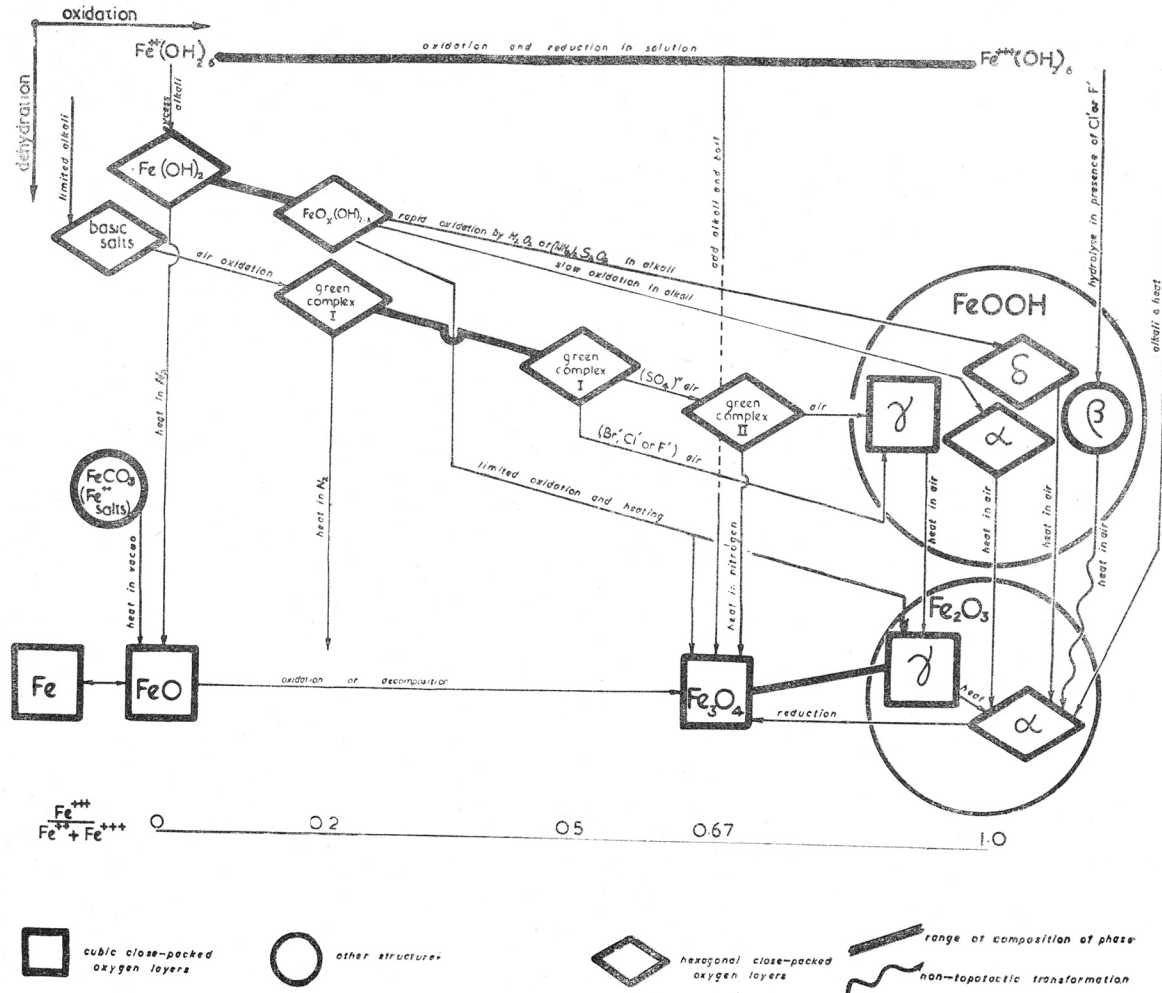 oxidation
dehydration
Fe⁺⁺(OH)₂₆
oxidation and reduction in solution
Fe⁺⁺⁺(OH)₂₆
limited alkali
excess alkali
add alkali and boil
hydrolyse in presence of Cl' or F'
alkali & heat
Fe(OH)₂
FeOₓ(OH)₂₋ₓ
rapid oxidation by H₂O₂ or (NH₄)₂S₂O₈ in alkali
slow oxidation in alkali
basic
salts
air oxidation
green
complex
I
FeOOH
δ
green
complex
I
(SO₄)" air
green
complex
II
air
γ
α
β
(Br', Cl' or F') air
heat in N₂
FeCO₃
(Fe⁺⁺
salts)
heat in vacuo
heat in N₂
limited oxidation and heating
heat in nitrogen
heat in air
heat in air
heat in air
heat in air
Fe₂O₃
Fe
FeO
oxidation or decomposition
Fe₃O₄
γ
heat
reduction
α
Fe⁺⁺⁺
Fe⁺⁺ + Fe⁺⁺⁺
0
0 2
0 5
0.67
1.0
cubic close-packed
oxygen layers
other structures
hexagonal close-packed
oxygen layers
range of composition of phase
non-topotactic transformation